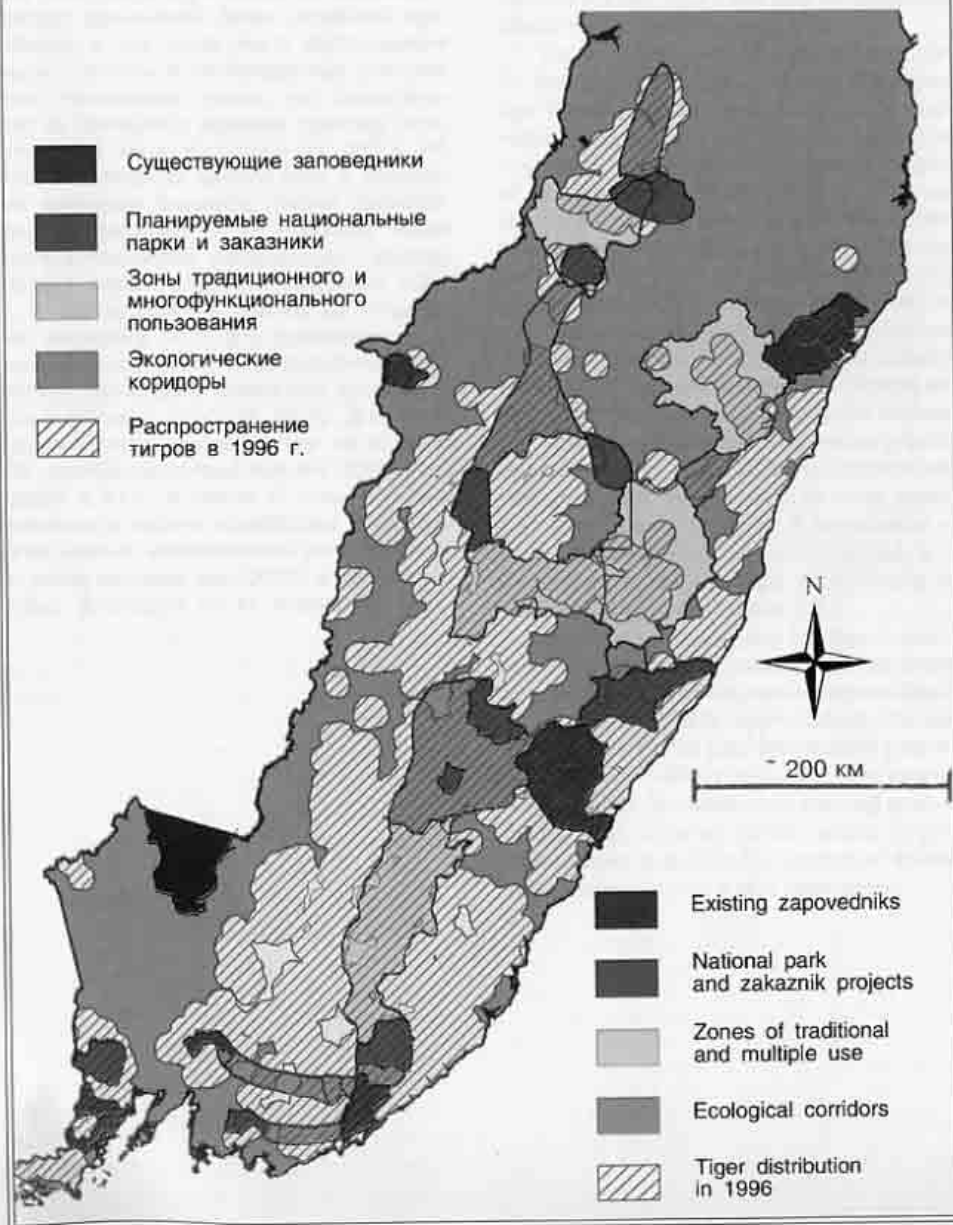 Существующие заповедники
Планируемые национальные
парки и заказники
Зоны традиционного и
многофункционального
пользования
Экологические
коридоры
Распространение
тигров в 1996 г.
N
200 км
Existing zapovedniks
National park
and zakaznik projects
Zones of traditional
and multiple use
Ecological corridors
Tiger distribution
in 1996